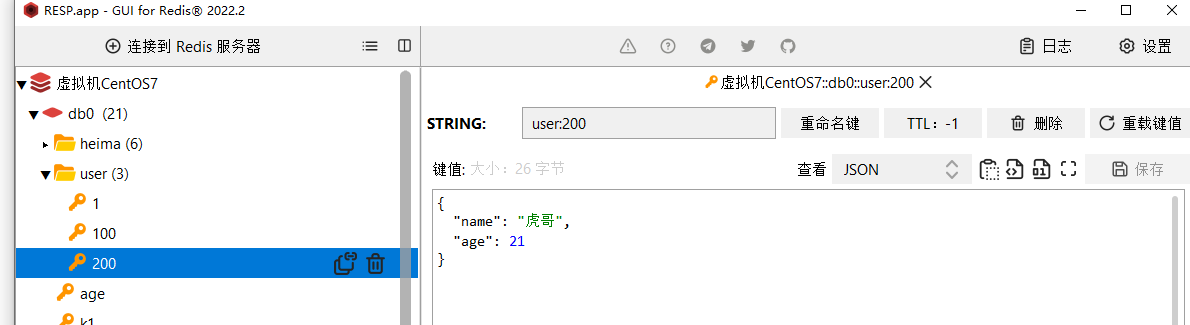 RESP.app - GUI for Redis® 2022.2
连接到 Redis 服务器
日志
设置
虚拟机CentOS7
db0 (21)
heima (6)
user (3)
1
100
200
age
k1
虚拟机CentOS7::db0::user:200
STRING:
user:200
重命名键
TTL：-1
删除
重载键值
键值: 大小：26 字节
查看
JSON
保存
{
"name": "虎哥",
"age": 21
}